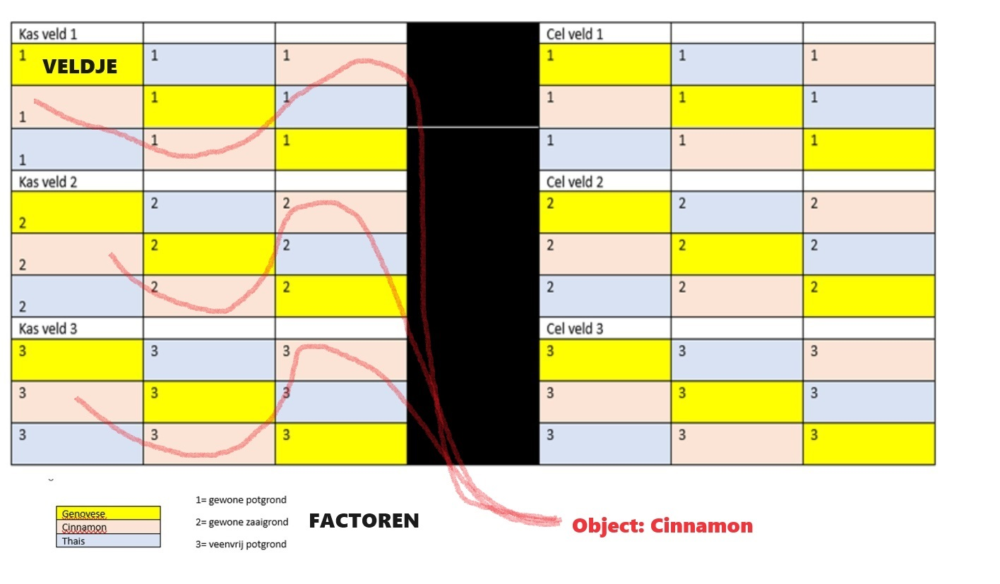 Kas veld 1 Cel veld 1
1 VELDJE 1 1 1 1 1
1 1 1 1 1 1
1 1 1 1 1 1
Kas veld 2 Cel veld 2
2 2 2 2 2 2
2 2 2 2 2 2
2 2 2 2 2 2
Kas veld 3 Cel veld 3
3 3 3 3 3 3
3 3 3 3 3 3
3 3 3 3 3 3
Genovese
Cinnamon
Thais
1= gewone potgrond
2= gewone zaaigrond
3= veenvrij potgrond
FACTOREN
Object: Cinnamon